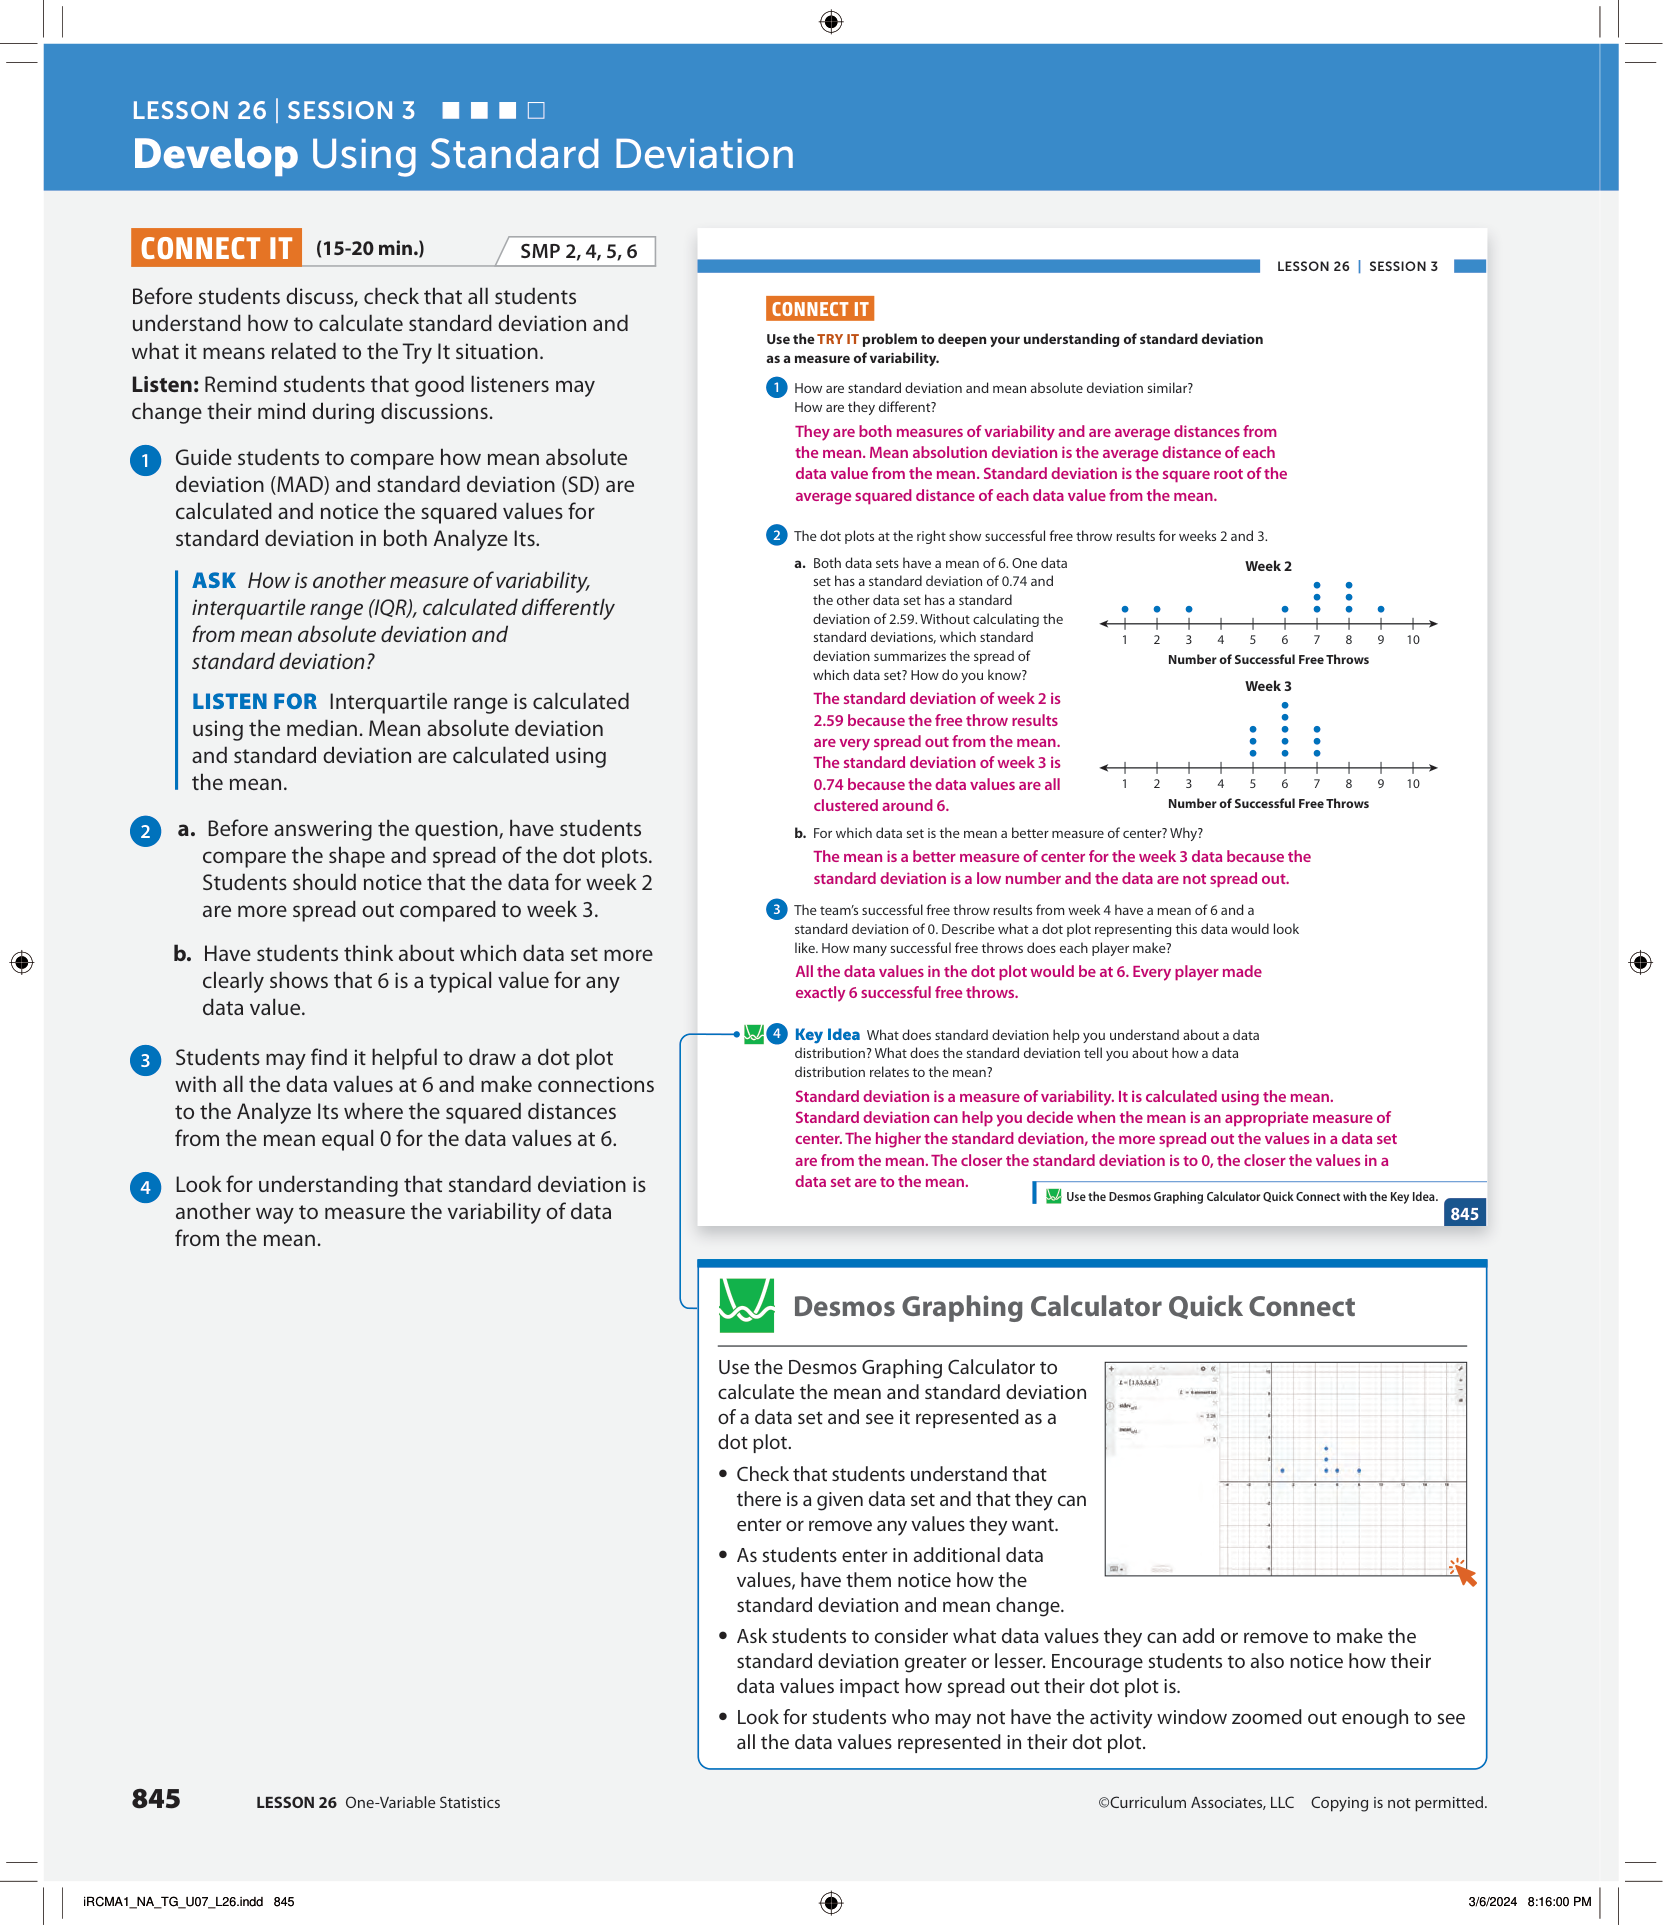 LESSON 26 | SESSION 3
Develop Using Standard Deviation
CONNECT IT (15-20 min.) SMP 2, 4, 5, 6
Before students discuss, check that all students
understand how to calculate standard deviation and
what it means related to the Try It situation.
Listen: Remind students that good listeners may
change their mind during discussions.
1 Guide students to compare how mean absolute
deviation (MAD) and standard deviation (SD) are
calculated and notice the squared values for
standard deviation in both Analyze Its.
ASK How is another measure of variability,
interquartile range (IQR), calculated differently
from mean absolute deviation and
standard deviation?
LISTEN FOR Interquartile range is calculated
using the median. Mean absolute deviation
and standard deviation are calculated using
the mean.
2 a. Before answering the question, have students
compare the shape and spread of the dot plots.
Students should notice that the data for week 2
are more spread out compared to week 3.
b. Have students think about which data set more
clearly shows that 6 is a typical value for any
data value.
3 Students may find it helpful to draw a dot plot
with all the data values at 6 and make connections
to the Analyze Its where the squared distances
from the mean equal 0 for the data values at 6.
4 Look for understanding that standard deviation is
another way to measure the variability of data
from the mean.
LESSON 26 | SESSION 3
CONNECT IT
Use the TRY IT problem to deepen your understanding of standard deviation
as a measure of variability.
1 How are standard deviation and mean absolute deviation similar?
How are they different?
They are both measures of variability and are average distances from
the mean. Mean absolution deviation is the average distance of each
data value from the mean. Standard deviation is the square root of the
average squared distance of each data value from the mean.
2 The dot plots at the right show successful free throw results for weeks 2 and 3.
a. Both data sets have a mean of 6. One data
set has a standard deviation of 0.74 and
the other data set has a standard
deviation of 2.59. Without calculating the
standard deviations, which standard
deviation summarizes the spread of
which data set? How do you know?
The standard deviation of week 2 is
2.59 because the free throw results
are very spread out from the mean.
The standard deviation of week 3 is
0.74 because the data values are all
clustered around 6.
Week 2
1 2 3 4 5 6 7 8 9 10
Number of Successful Free Throws
Week 3
1 2 3 4 5 6 7 8 9 10
Number of Successful Free Throws
b. For which data set is the mean a better measure of center? Why?
The mean is a better measure of center for the week 3 data because the
standard deviation is a low number and the data are not spread out.
3 The team's successful free throw results from week 4 have a mean of 6 and a
standard deviation of 0. Describe what a dot plot representing this data would look
like. How many successful free throws does each player make?
All the data values in the dot plot would be at 6. Every player made
exactly 6 successful free throws.
4 Key Idea What does standard deviation help you understand about a data
distribution? What does the standard deviation tell you about how a data
distribution relates to the mean?
Standard deviation is a measure of variability. It is calculated using the mean.
Standard deviation can help you decide when the mean is an appropriate measure of
center. The higher the standard deviation, the more spread out the values in a data set
are from the mean. The closer the standard deviation is to 0, the closer the values in a
data set are to the mean.
Use the Desmos Graphing Calculator Quick Connect with the Key Idea.
845
Desmos Graphing Calculator Quick Connect
Use the Desmos Graphing Calculator to
calculate the mean and standard deviation
of a data set and see it represented as a
dot plot.
• Check that students understand that
there is a given data set and that they can
enter or remove any values they want.
• As students enter in additional data
values, have them notice how the
standard deviation and mean change.
• Ask students to consider what data values they can add or remove to make the
standard deviation greater or lesser. Encourage students to also notice how their
data values impact how spread out their dot plot is.
• Look for students who may not have the activity window zoomed out enough to see
all the data values represented in their dot plot.
845 LESSON 26 One-Variable Statistics
©Curriculum Associates, LLC Copying is not permitted.
iRCMA1_NA_TG_U07_L26.indd 845
3/6/2024 8:16:00 PM